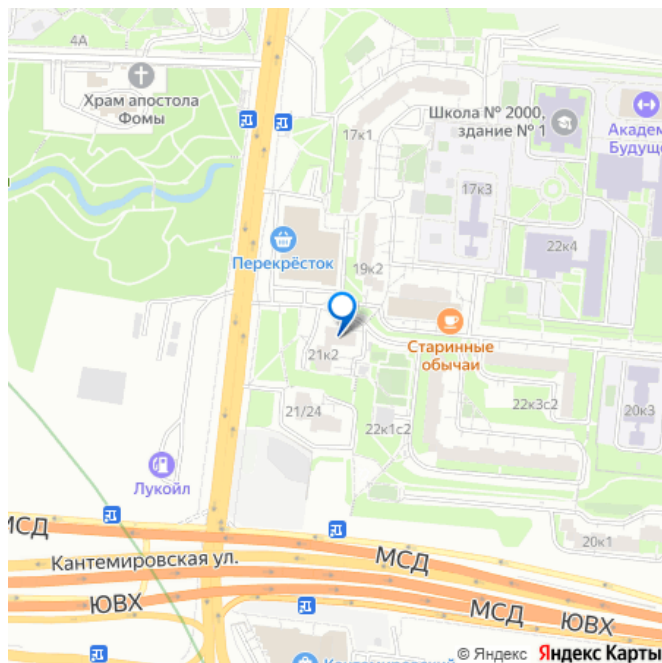 4А
Храм апостола
Фомы
17к1
Школа № 2000,
здание № 1
Академ
Будуще
17к3
22к4
Перекрёсток
19к2
Старинные
обычаи
21к2
21/24
22к1с2
22к3с2
20к3
Лукойл
МСД
20к1
Кантемировская ул.
МСД
ЮВХ
МСД
ЮВХ
© Яндекс Яндекс Карты